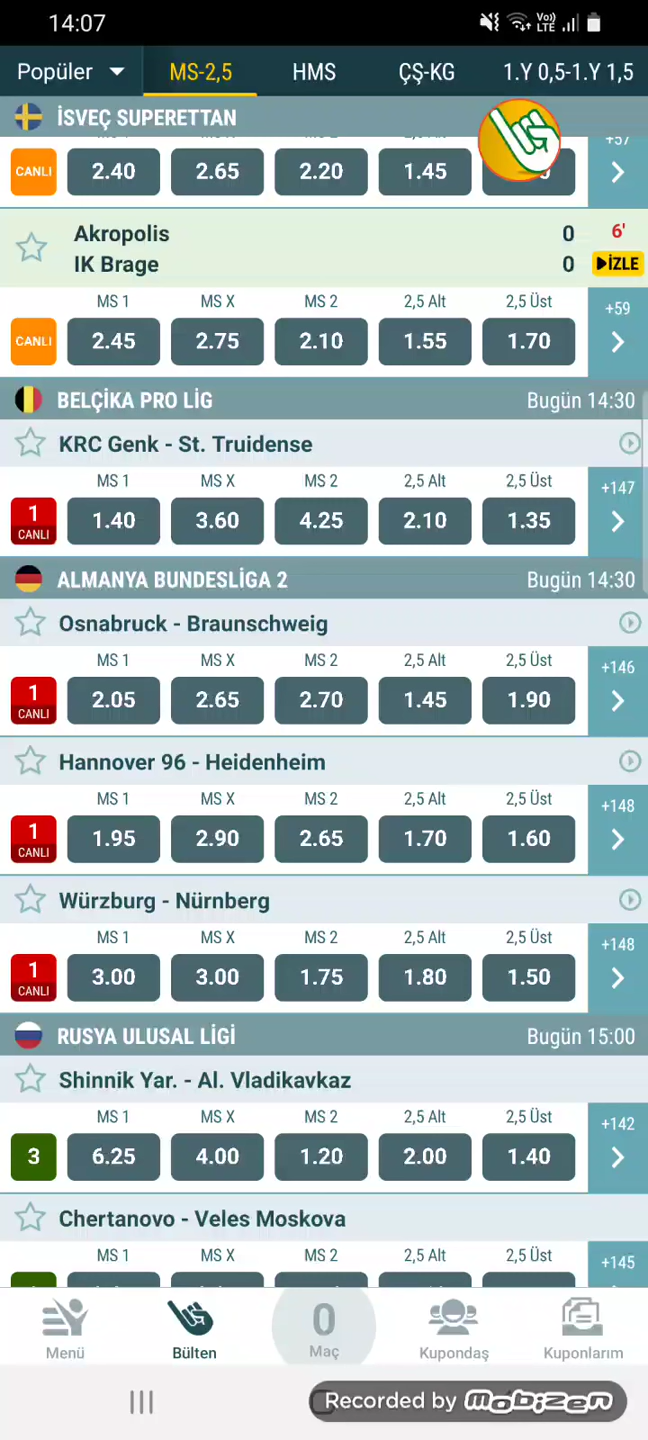 14:07
Vo))
LTE
Popüler
MS-2,5
HMS
ÇŞ-KG
1.Y 0,5-1.Y 1,5
İSVEÇ SUPERETTAN
+57
CANLI 2.40 2.65 2.20 1.45
Akropolis 0 6'
IK Brage 0 İZLE
MS 1 MS X MS 2 2,5 Alt 2,5 Üst +59
CANLI 2.45 2.75 2.10 1.55 1.70
BELÇİKA PRO LİG Bugün 14:30
KRC Genk - St. Truidense
MS 1 MS X MS 2 2,5 Alt 2,5 Üst +147
1 CANLI 1.40 3.60 4.25 2.10 1.35
ALMANYA BUNDESLİGA 2 Bugün 14:30
Osnabruck - Braunschweig
MS 1 MS X MS 2 2,5 Alt 2,5 Üst +146
1 CANLI 2.05 2.65 2.70 1.45 1.90
Hannover 96 - Heidenheim
MS 1 MS X MS 2 2,5 Alt 2,5 Üst +148
1 CANLI 1.95 2.90 2.65 1.70 1.60
Würzburg - Nürnberg
MS 1 MS X MS 2 2,5 Alt 2,5 Üst +148
1 CANLI 3.00 3.00 1.75 1.80 1.50
RUSYA ULUSAL LİGİ Bugün 15:00
Shinnik Yar. - Al. Vladikavkaz
MS 1 MS X MS 2 2,5 Alt 2,5 Üst +142
3 6.25 4.00 1.20 2.00 1.40
Chertanovo - Veles Moskova
MS 1 MS X MS 2 2,5 Alt 2,5 Üst +145
Menü Bülten 0 Maç Kupondaş Kuponlarım
Recorded by mobizen